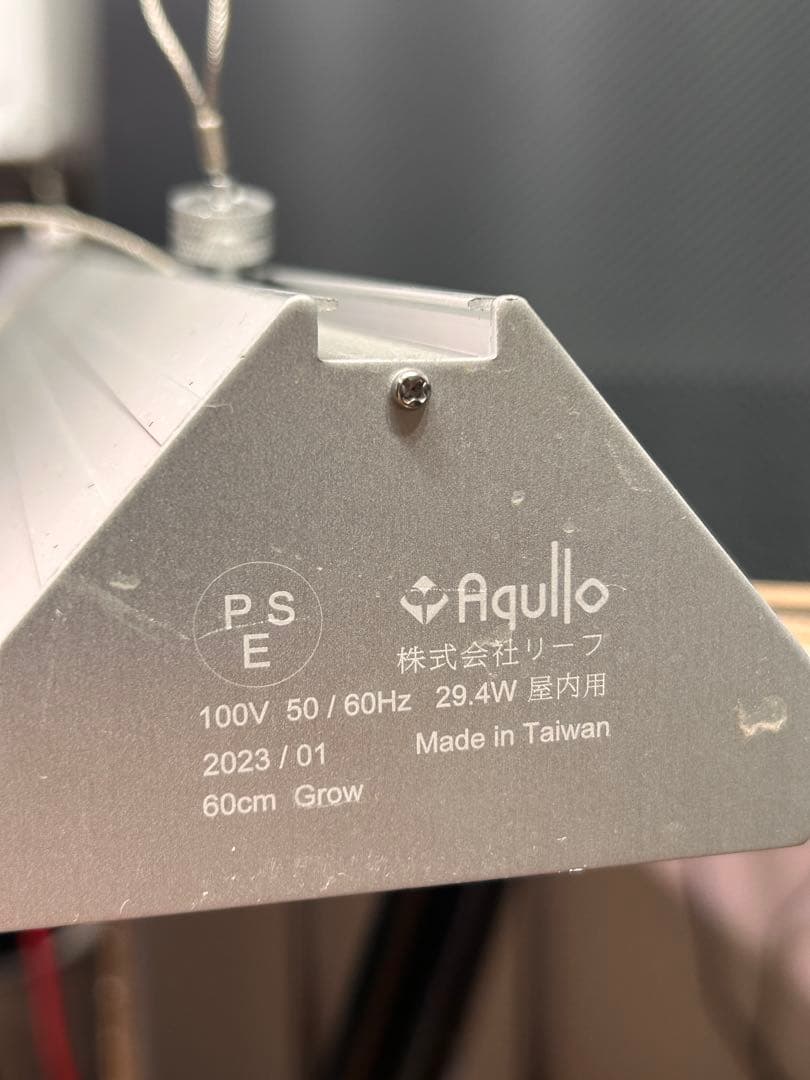 PS
E
Aqullo
株式会社リーフ
100V 50 / 60Hz 29.4W 屋内用
2023 / 01 Made in Taiwan
60cm Grow